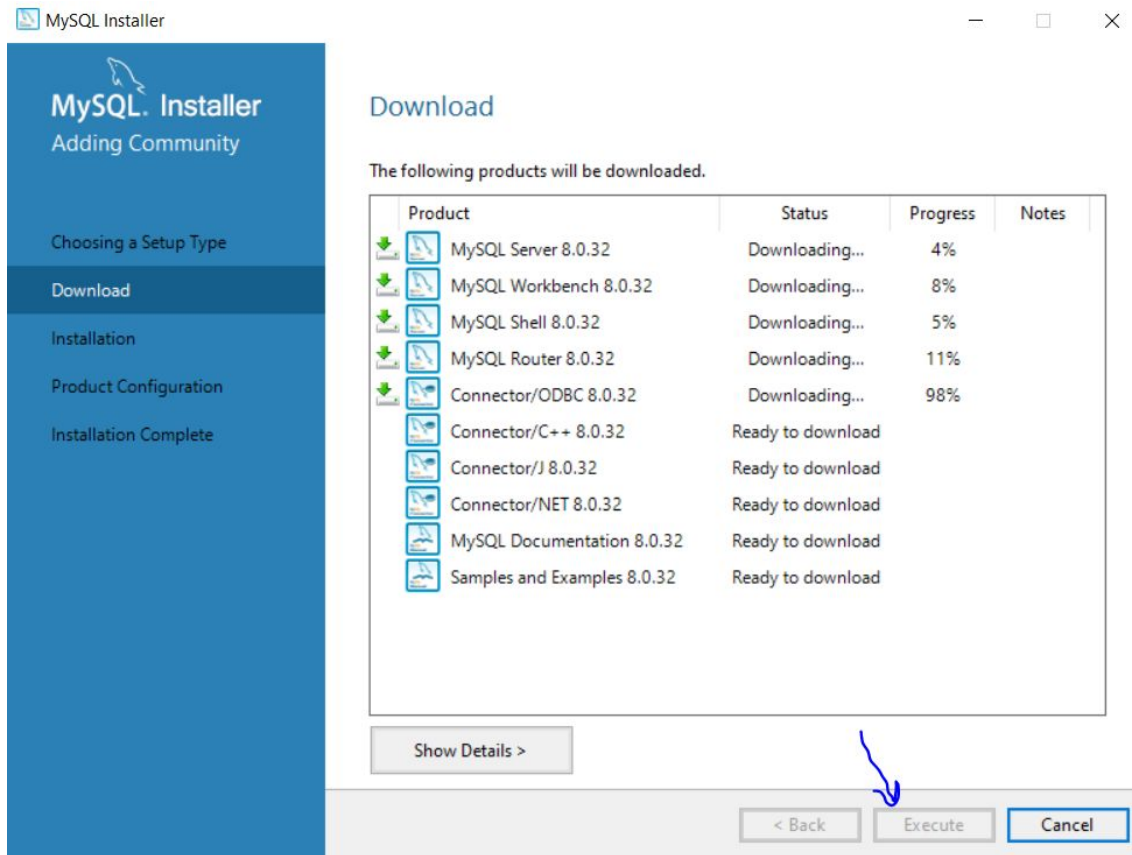 MySQL Installer
MySQL. Installer
Adding Community
Choosing a Setup Type
Download
Installation
Product Configuration
Installation Complete
Download
The following products will be downloaded.
Product Status Progress Notes
MySQL Server 8.0.32 Downloading... 4%
MySQL Workbench 8.0.32 Downloading... 8%
MySQL Shell 8.0.32 Downloading... 5%
MySQL Router 8.0.32 Downloading... 11%
Connector/ODBC 8.0.32 Downloading... 98%
Connector/C++ 8.0.32 Ready to download
Connector/J 8.0.32 Ready to download
Connector/NET 8.0.32 Ready to download
MySQL Documentation 8.0.32 Ready to download
Samples and Examples 8.0.32 Ready to download
Show Details >
< Back Execute Cancel